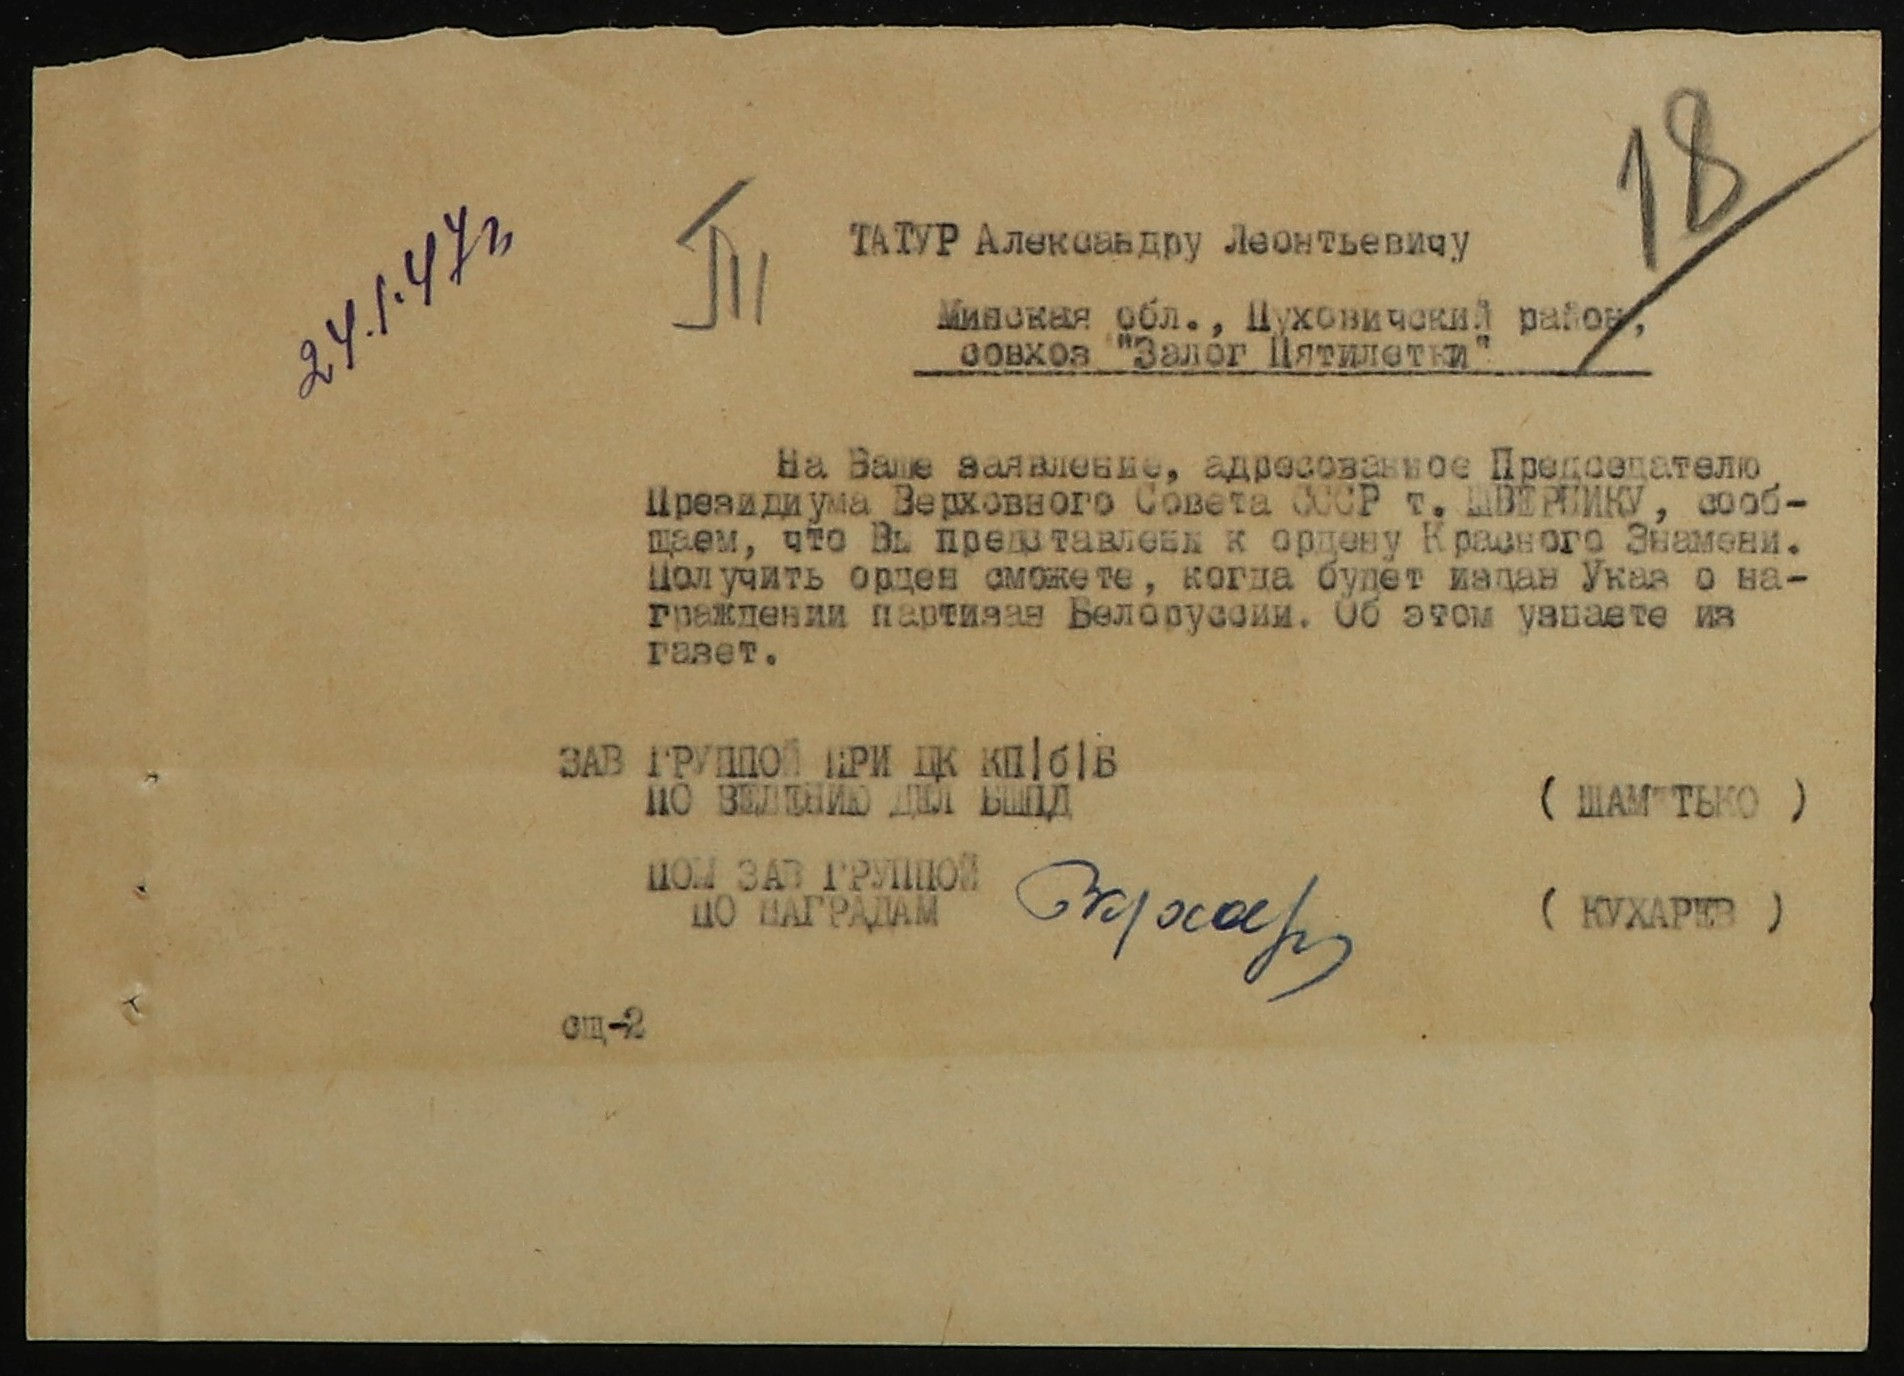 18
24.1.47г
ТАТУР Александру Леонтьевичу
Минская обл., Пуховичский район,
совхоз "Залог Пятилетки"
На Ваше заявление, адресованное Председателю
Президиума Верховного Совета СССР т. ШВЕРНИКУ, сооб-
щаем, что Вы представлены к ордену Красного Знамени.
Получить орден сможете, когда будет издан Указ о на-
граждении партизан Белоруссии. Об этом узнаете из
газет.
ЗАВ ГРУППОЙ ПРИ ЦК КП|б|Б
ПО ВЕДЕНИЮ ДЕЛ БШПД ( ШАМЕТЬКО )
ПОМ ЗАВ ГРУППОЙ
ПО НАГРАДАМ ( КУХАРЕВ )
сщ-2